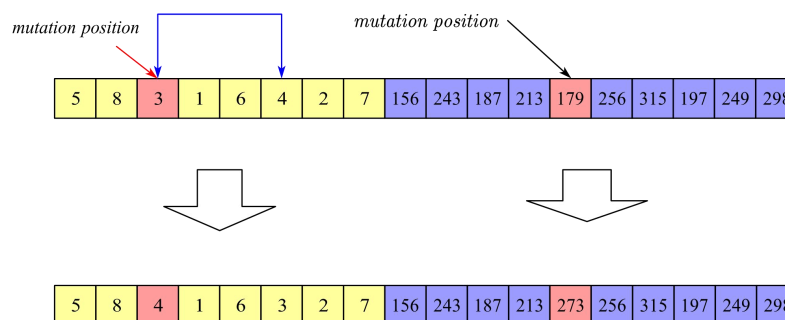 mutation position
mutation position
5 8 3 1 6 4 2 7 156 243 187 213 179 256 315 197 249 298
5 8 4 1 6 3 2 7 156 243 187 213 273 256 315 197 249 298